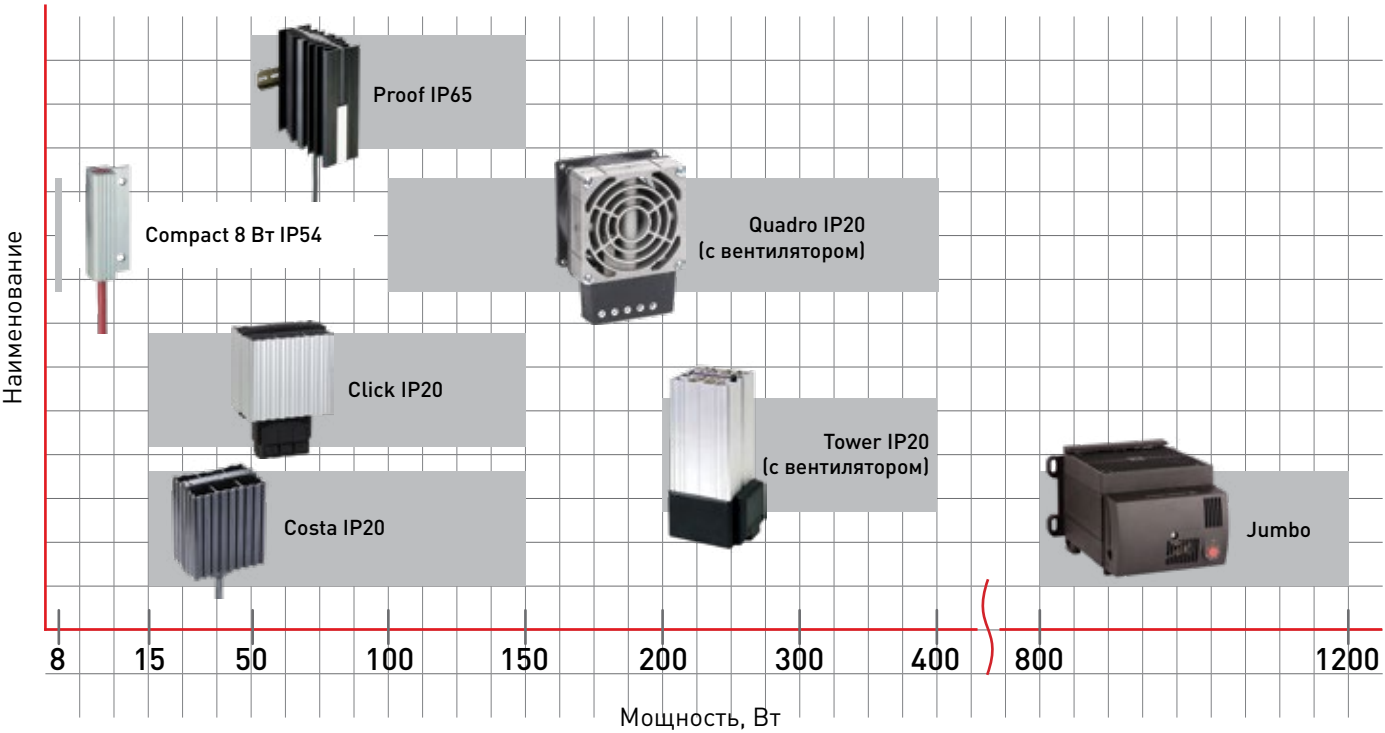 Наименование
Proof IP65
Compact 8 Вт IP54
Quadro IP20
(с вентилятором)
Click IP20
Tower IP20
(с вентилятором)
Costa IP20
Jumbo
8 15 50 100 150 200 300 400 800 1200
Мощность, Вт